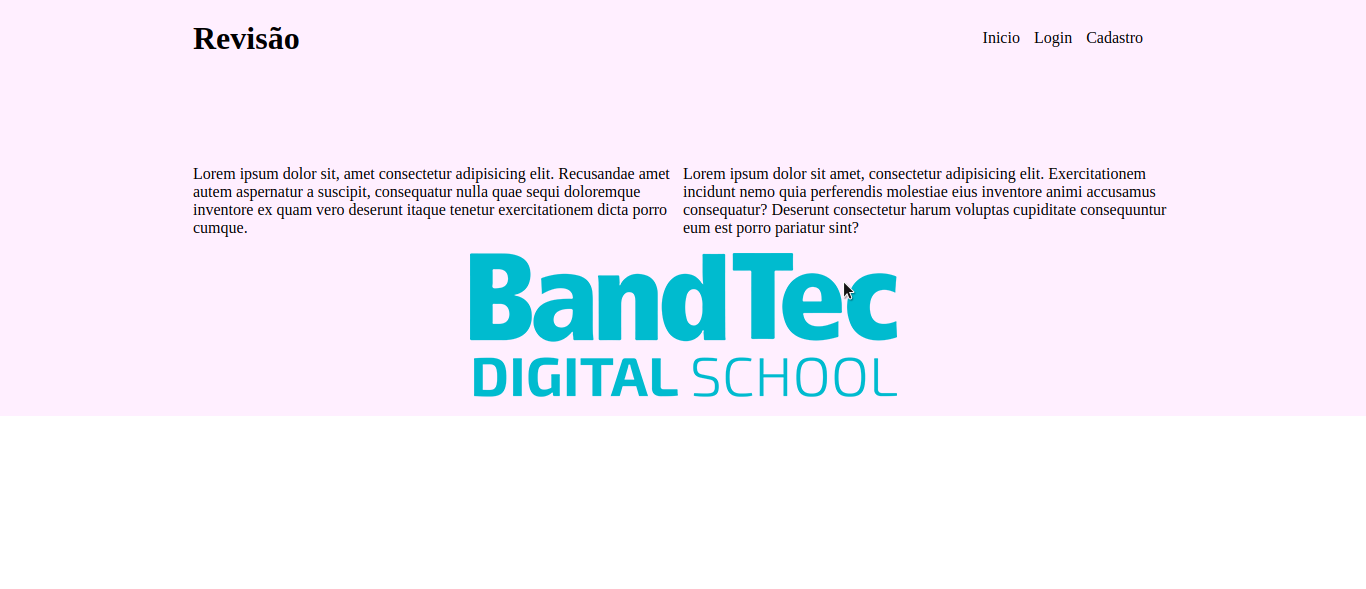 Revisão
Inicio Login Cadastro
Lorem ipsum dolor sit, amet consectetur adipisicing elit. Recusandae amet
autem aspernatur a suscipit, consequatur nulla quae sequi doloremque
inventore ex quam vero deserunt itaque tenetur exercitationem dicta porro
cumque.
Lorem ipsum dolor sit amet, consectetur adipisicing elit. Exercitationem
incidunt nemo quia perferendis molestiae eius inventore animi accusamus
consequatur? Deserunt consectetur harum voluptas cupiditate consequuntur
eum est porro pariatur sint?
BandTec
DIGITAL SCHOOL